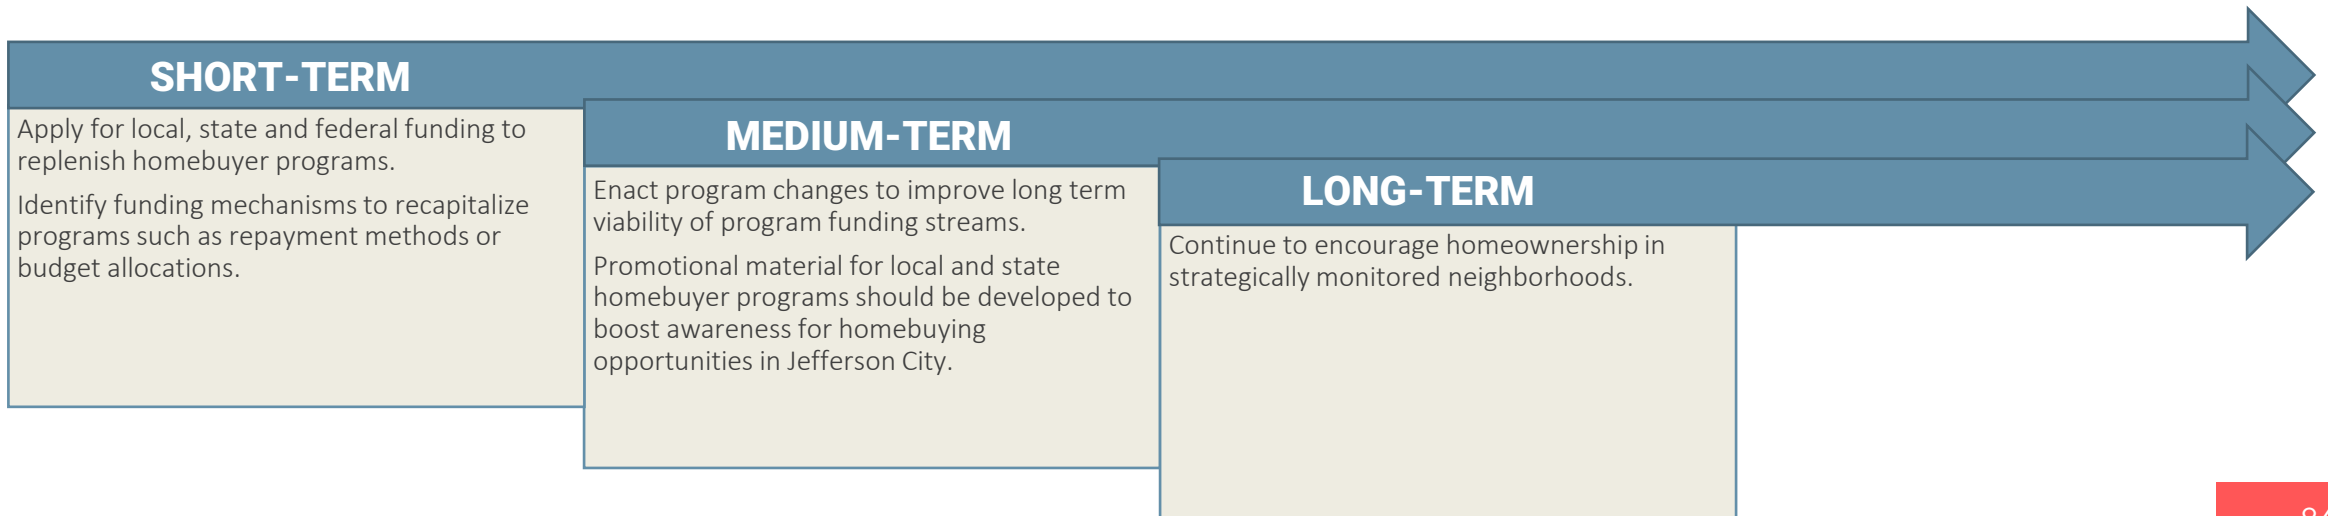 SHORT-TERM
Apply for local, state and federal funding to
replenish homebuyer programs.
Identify funding mechanisms to recapitalize
programs such as repayment methods or
budget allocations.
MEDIUM-TERM
Enact program changes to improve long term
viability of program funding streams.
Promotional material for local and state
homebuyer programs should be developed to
boost awareness for homebuying
opportunities in Jefferson City.
LONG-TERM
Continue to encourage homeownership in
strategically monitored neighborhoods.